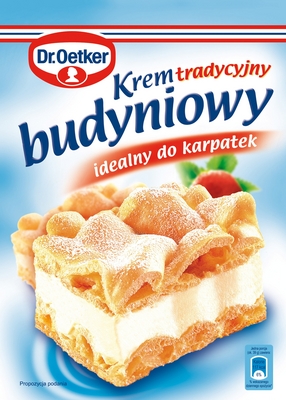 Dr.Oetker
Krem tradycyjny
budyniowy
idealny do karpatek
Propozycja podania